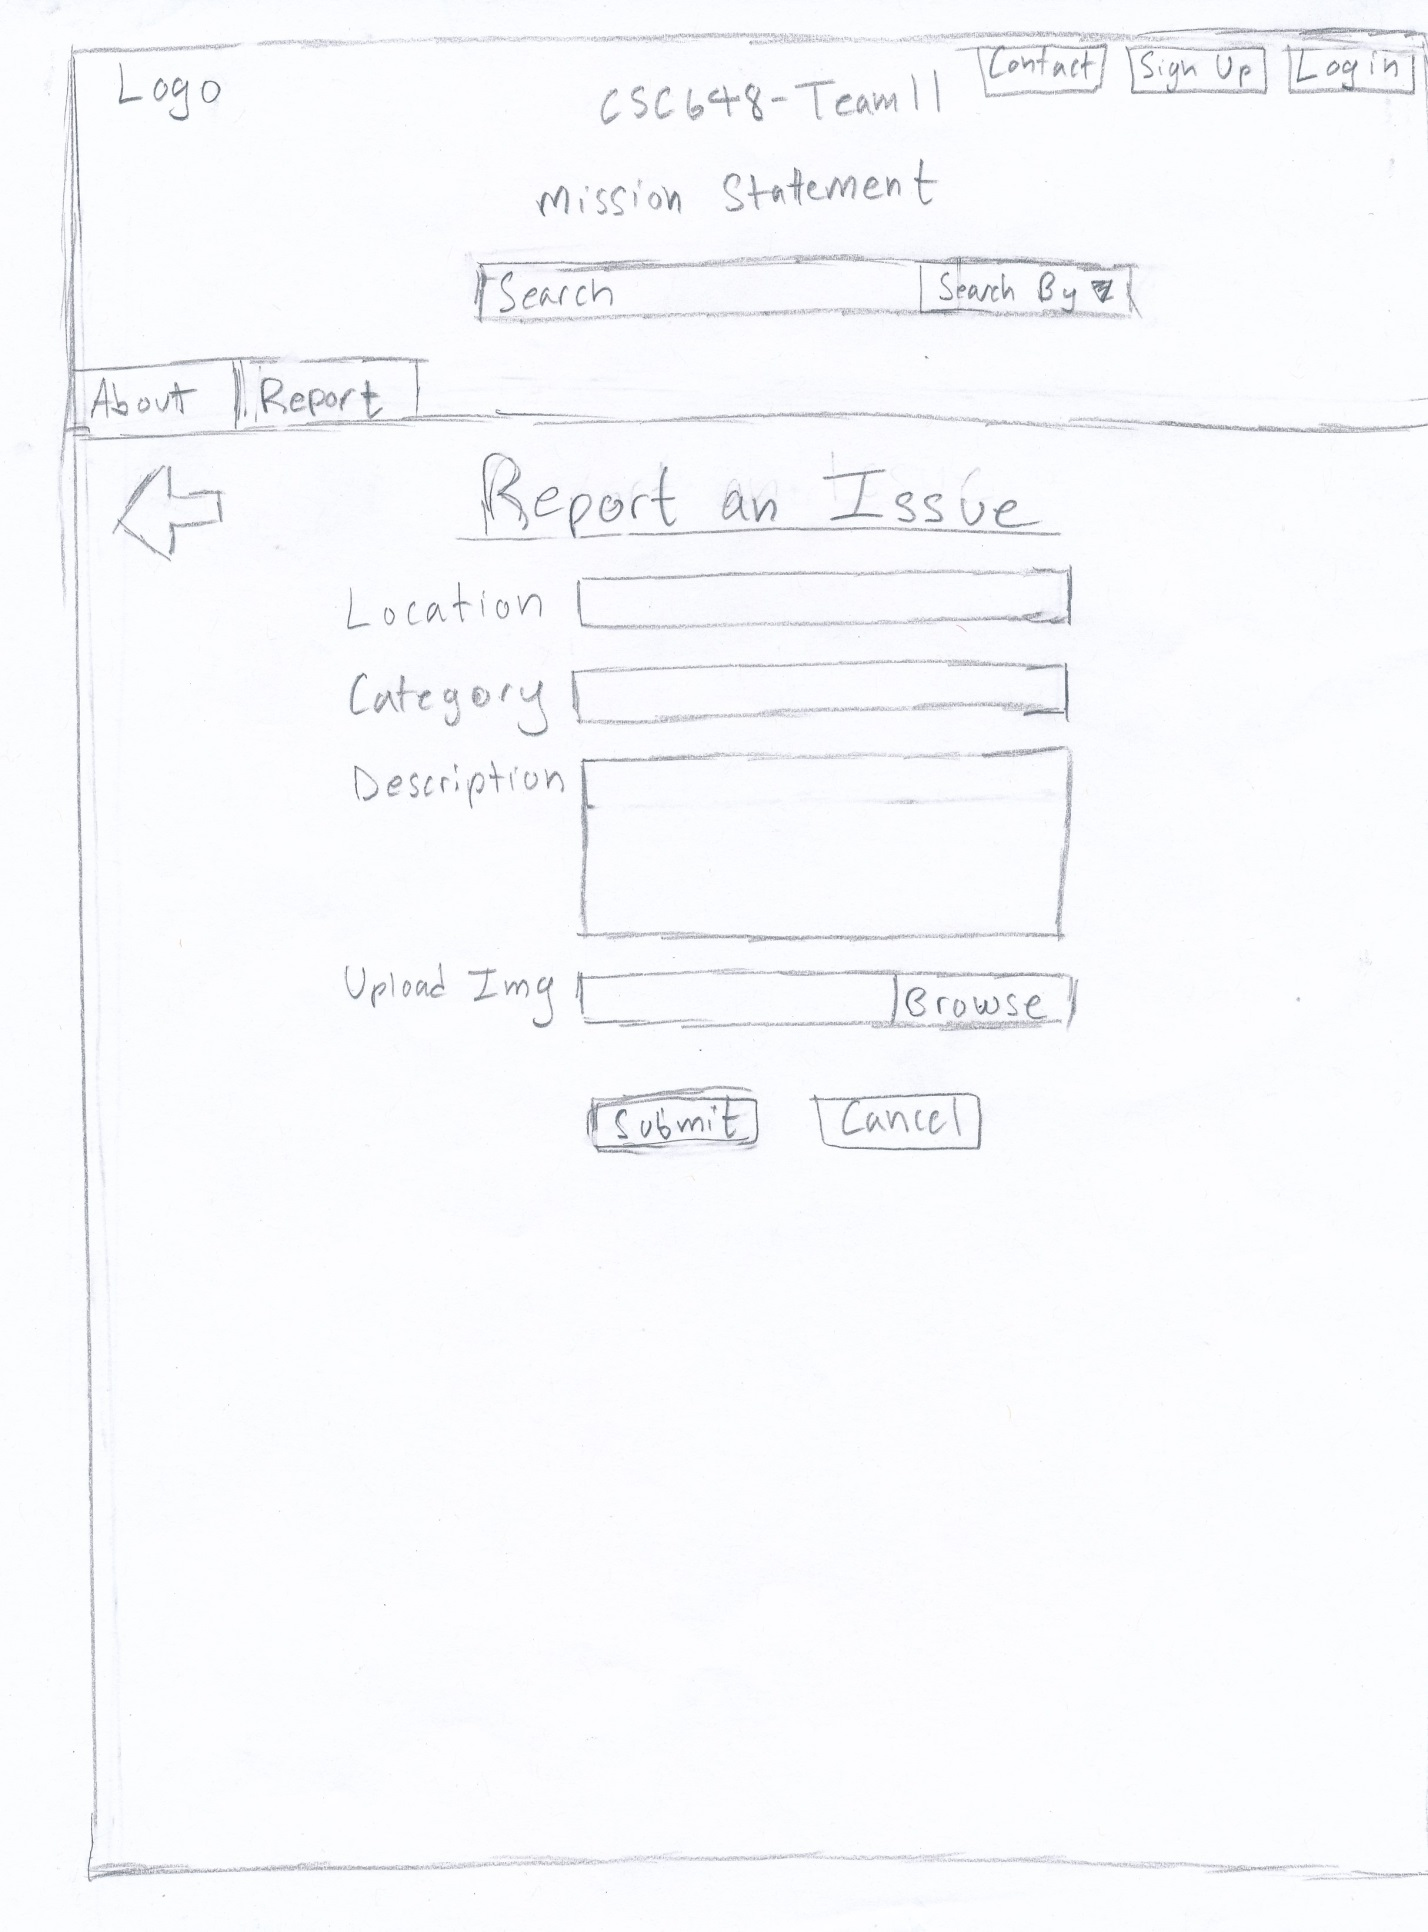 Logo
CSC648-Team11
Contact
Sign Up
Login
Mission Statement
Search
Search By
About
Report
Report an Issue
Location
Category
Description
Upload Img
Browse
Submit
Cancel